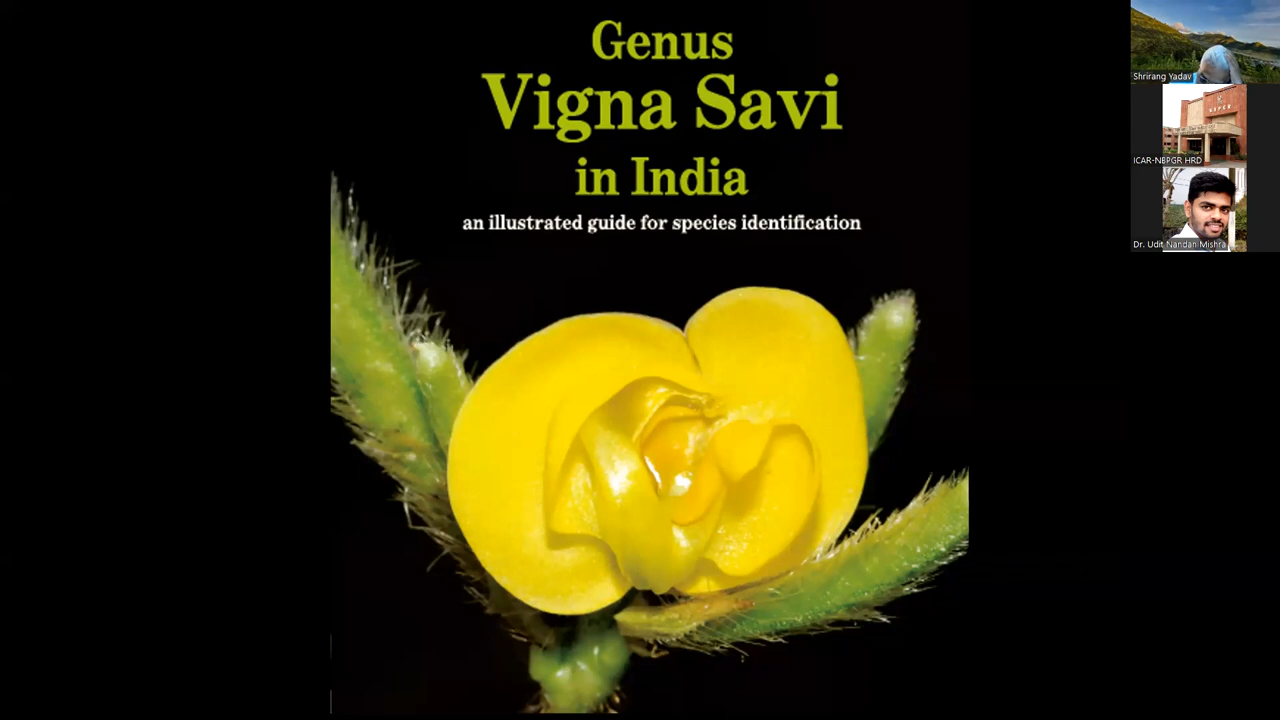 Genus
Vigna Savi
in India
an illustrated guide for species identification
Shrirang Yadav
ICAR-NBPGR HRD
Dr. Udit Nandan Mishra